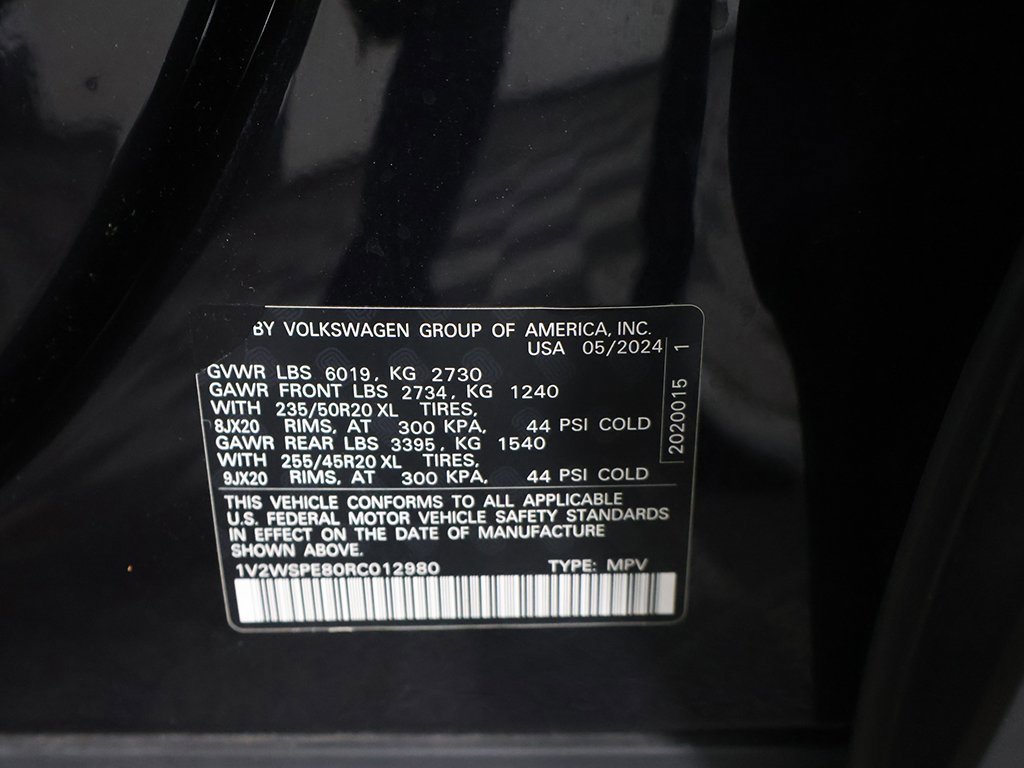 BY VOLKSWAGEN GROUP OF AMERICA, INC.
USA 05/2024
GVWR LBS 6019, KG 2730
GAWR FRONT LBS 2734, KG 1240
WITH 235/50R20 XL TIRES,
8JX20 RIMS, AT 300 KPA, 44 PSI COLD
GAWR REAR LBS 3395, KG 1540
WITH 255/45R20 XL TIRES,
9JX20 RIMS, AT 300 KPA, 44 PSI COLD
2020015 1
THIS VEHICLE CONFORMS TO ALL APPLICABLE
U.S. FEDERAL MOTOR VEHICLE SAFETY STANDARDS
IN EFFECT ON THE DATE OF MANUFACTURE
SHOWN ABOVE.
1V2WSPE80RC012980 TYPE: MPV